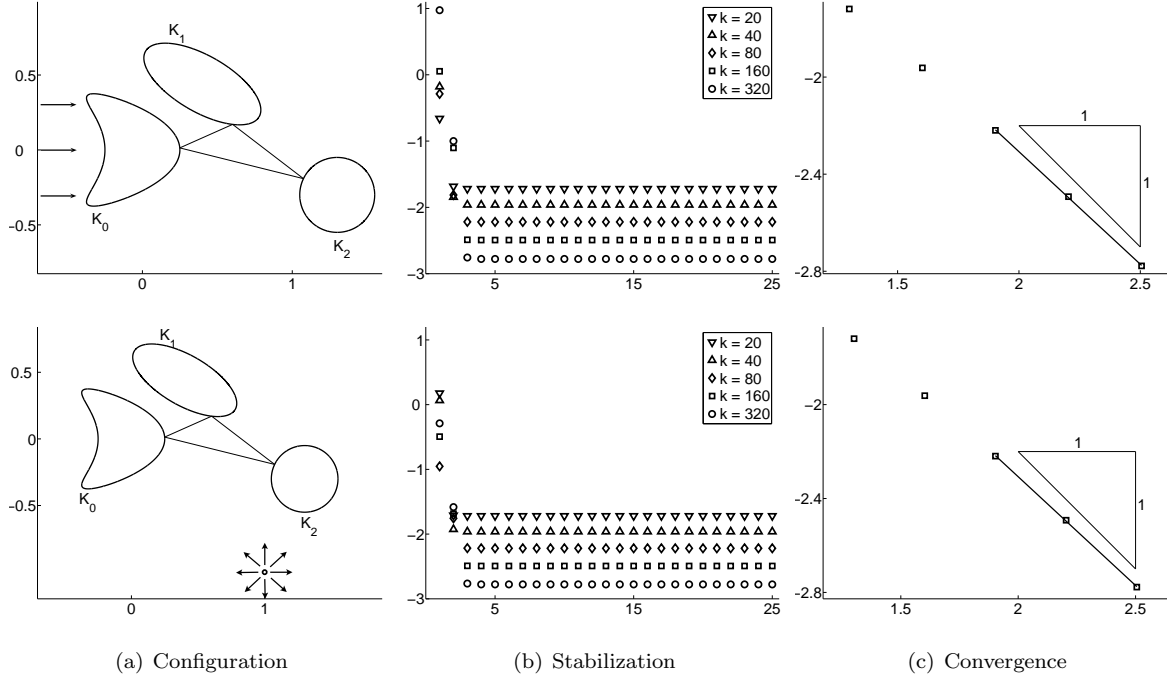 K1
0.5
0
−0.5
K0
K2
0
1
1
0
−1
−2
−3
5
15
25
k = 20
k = 40
k = 80
k = 160
k = 320
−2
−2.4
−2.8
1.5
2
2.5
1
1
K1
0.5
0
−0.5
K0
K2
0
1
1
0
−1
−2
−3
5
15
25
k = 20
k = 40
k = 80
k = 160
k = 320
−2
−2.4
−2.8
1.5
2
2.5
1
1
(a) Configuration
(b) Stabilization
(c) Convergence